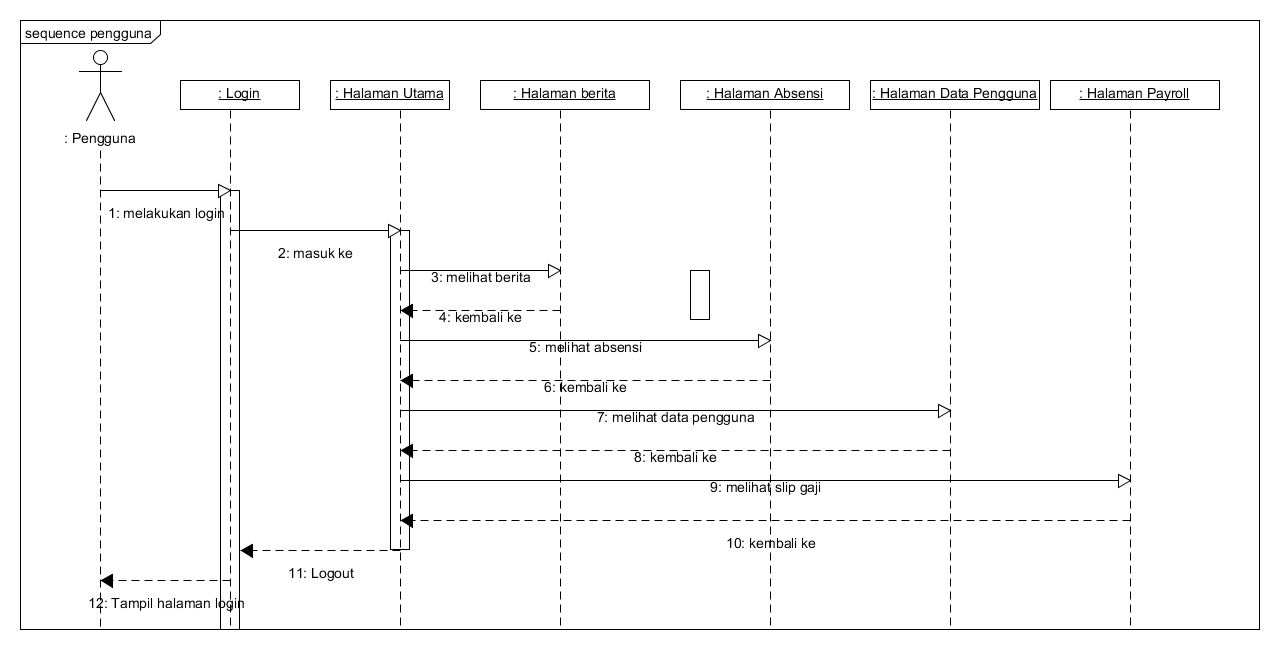 sequence pengguna
: Pengguna
: Login
: Halaman Utama
: Halaman berita
: Halaman Absensi
: Halaman Data Pengguna
: Halaman Payroll
1: melakukan login
2: masuk ke
3: melihat berita
4: kembali ke
5: melihat absensi
6: kembali ke
7: melihat data pengguna
8: kembali ke
9: melihat slip gaji
10: kembali ke
11: Logout
12: Tampil halaman login